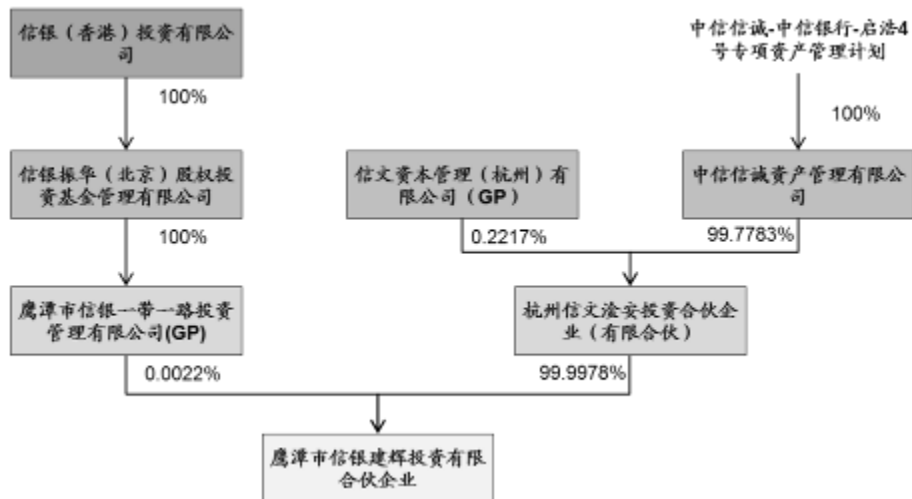 信银（香港）投资有限公
司
中信信诚-中信银行-启浩4
号专项资产管理计划
100%
100%
信银振华（北京）股权投
资基金管理有限公司
信文资本管理（杭州）有
限公司（GP）
中信信诚资产管理有限公
司
100%
0.2217%
99.7783%
鹰潭市信银一带一路投资
管理有限公司(GP)
杭州信文淦安投资合伙企
业（有限合伙）
0.0022%
99.9978%
鹰潭市信银建辉投资有限
合伙企业